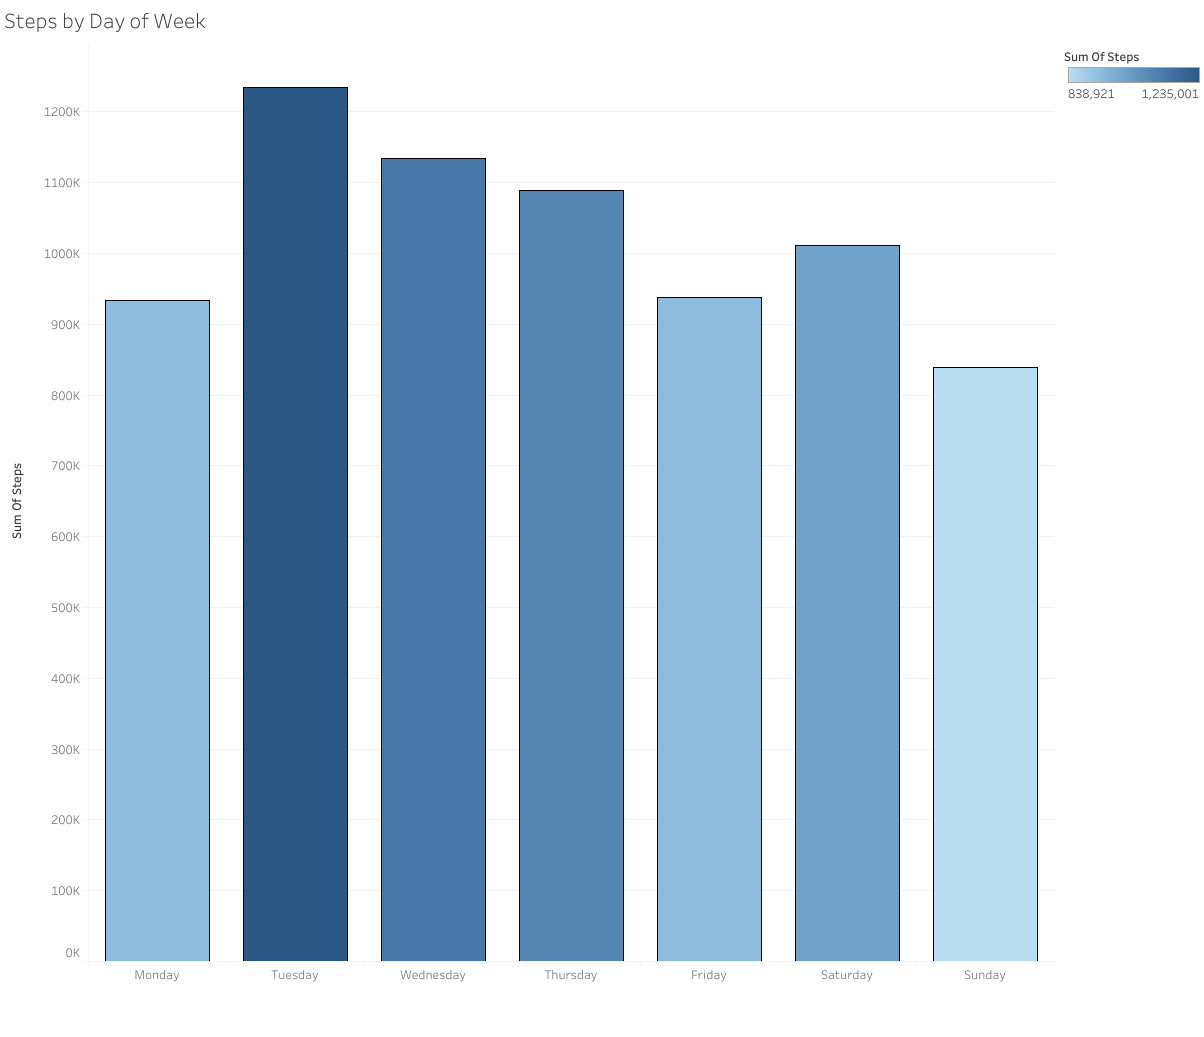 Steps by Day of Week
Sum Of Steps
838,921 1,235,001
1200K
1100K
1000K
900K
800K
700K
600K
500K
400K
300K
200K
100K
0K
Sum Of Steps
Monday Tuesday Wednesday Thursday Friday Saturday Sunday